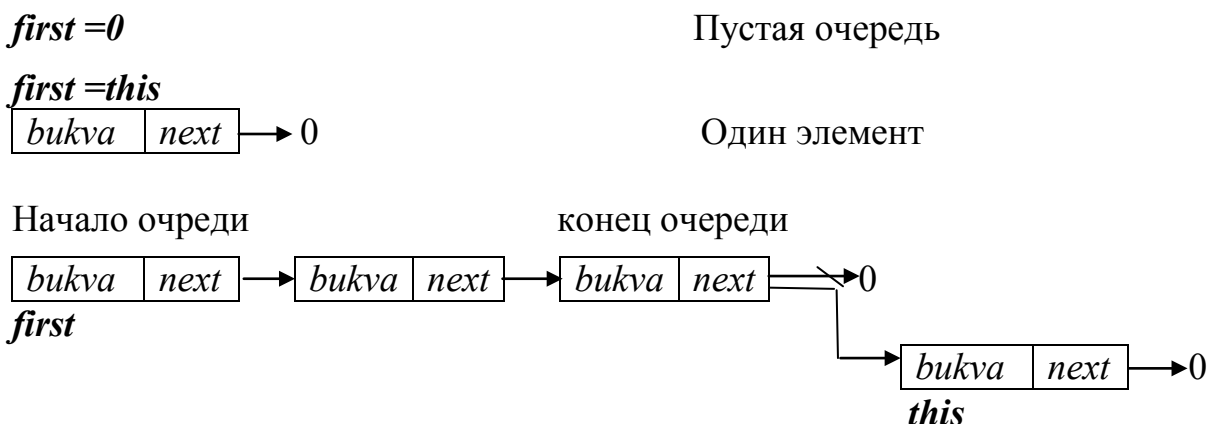 first =0 Пустая очередь
first =this
bukva next 0 Один элемент
Начало очреди конец очереди
bukva next bukva next bukva next 0
first
bukva next 0
this